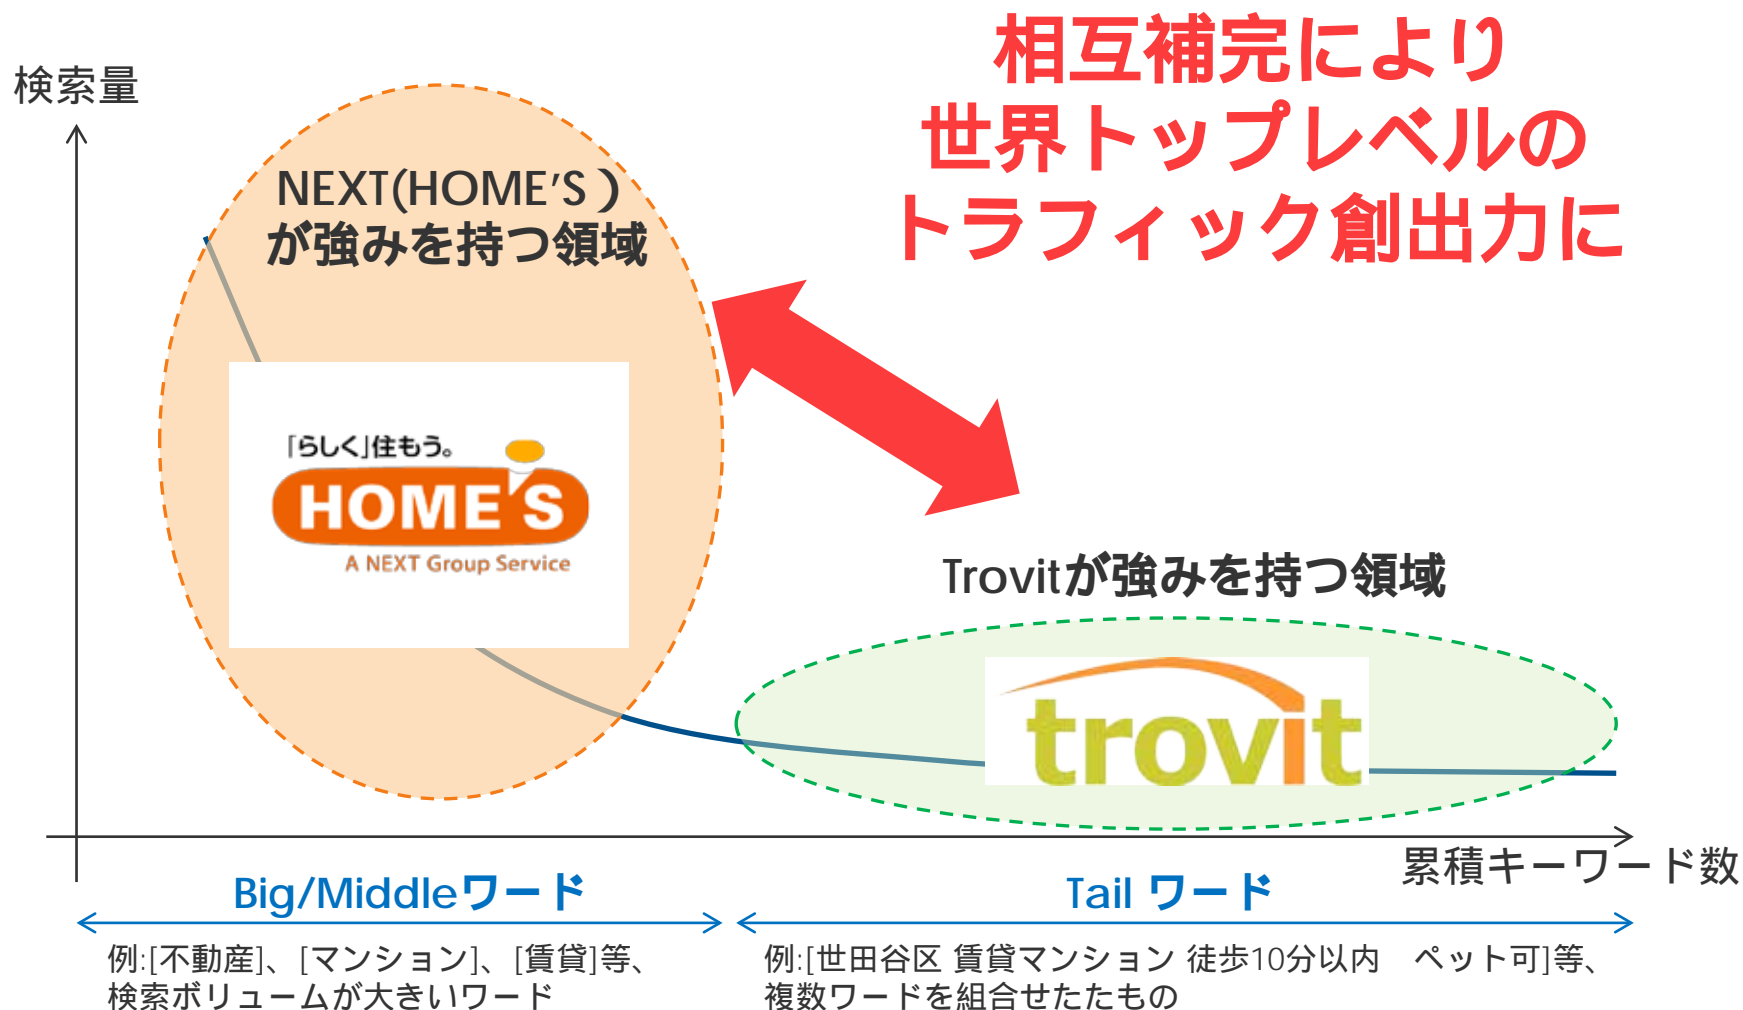 相互補完により
世界トップレベルの
トラフィック創出力に
検索量
NEXT(HOME'S )
が強みを持つ領域
「らしく」住もう。
HOME'S
A NEXT Group Service
Trovitが強みを持つ領域
trovit
累積キーワード数
Big/Middleワード
Tail ワード
例:[不動産]、[マンション]、[賃貸]等、
検索ボリュームが大きいワード
例:[世田谷区 賃貸マンション 徒歩10分以内　ペット可]等、
複数ワードを組合せたたもの